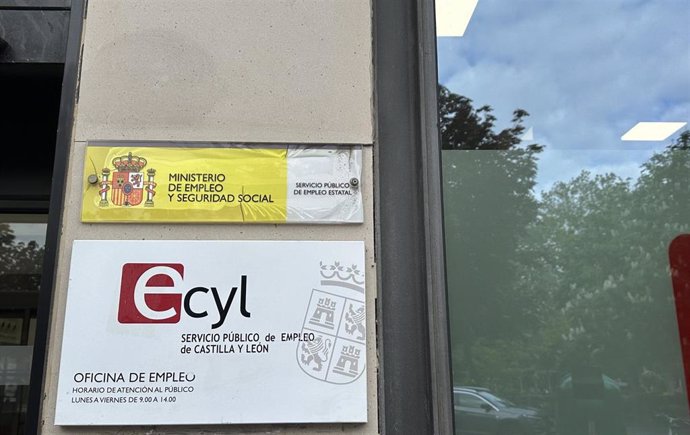 MINISTERIO
DE EMPLEO
Y SEGURIDAD SOCIAL
SERVICIO PÚBLICO
DE EMPLEO ESTATAL
ecyl
SERVICIO PÚBLICO de EMPLEO
de CASTILLA Y LEÓN
OFICINA DE EMPLEO
HORARIO DE ATENCIÓN AL PÚBLICO
LUNES A VIERNES DE 9.00 A 14.00